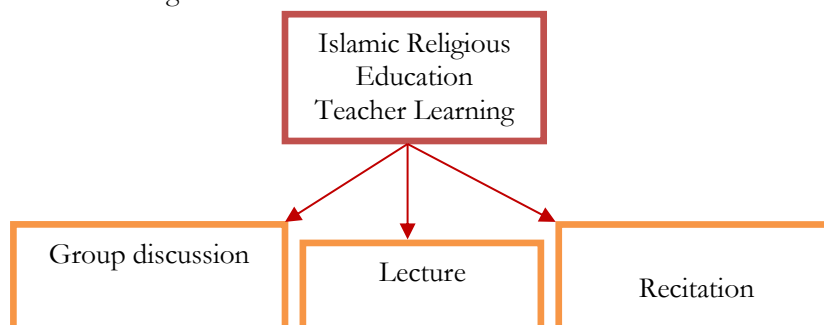 Islamic Religious
Education
Teacher Learning
Group discussion
Lecture
Recitation